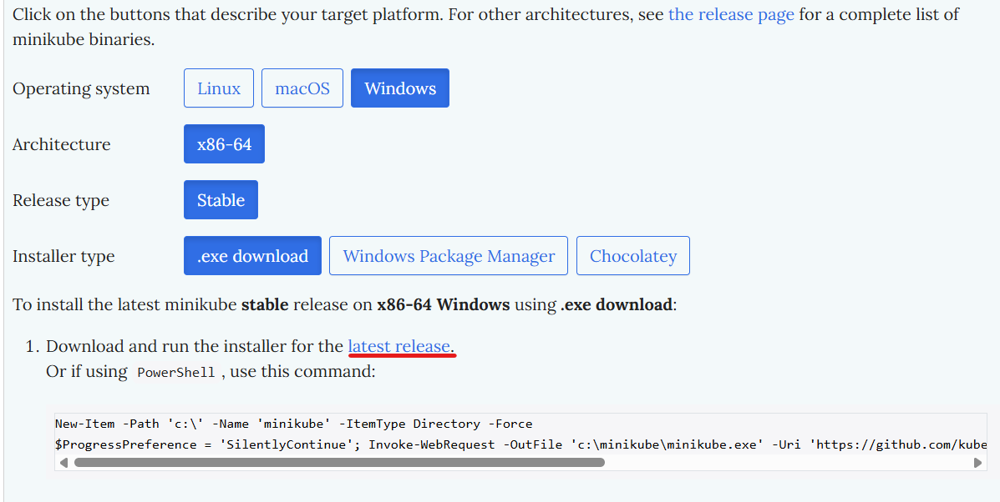 Click on the buttons that describe your target platform. For other architectures, see the release page for a complete list of
minikube binaries.
Operating system Linux macOS Windows
Architecture x86-64
Release type Stable
Installer type .exe download Windows Package Manager Chocolatey
To install the latest minikube stable release on x86-64 Windows using .exe download:
1. Download and run the installer for the latest release.
Or if using PowerShell , use this command:
New-Item -Path 'c:\' -Name 'minikube' -ItemType Directory -Force
$ProgressPreference = 'SilentlyContinue'; Invoke-WebRequest -OutFile 'c:\minikube\minikube.exe' -Uri 'https://github.com/kube